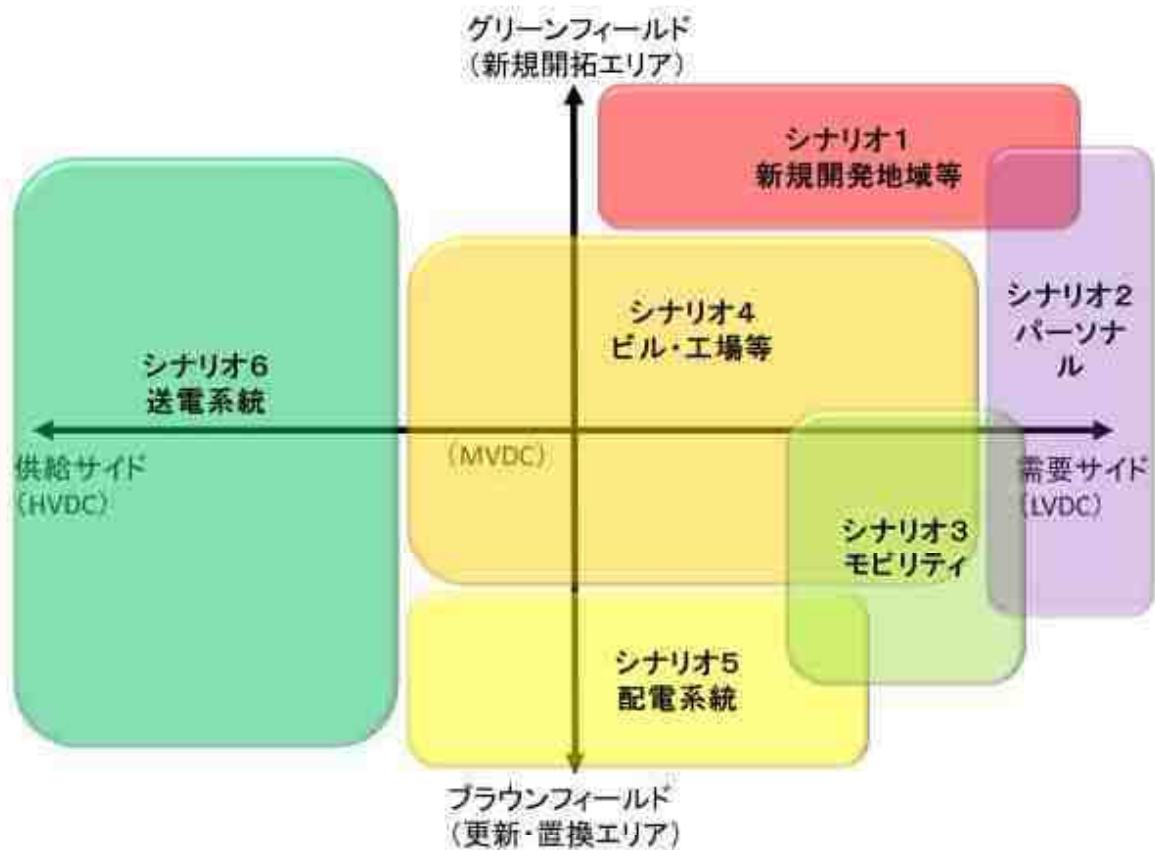 グリーンフィールド
（新規開拓エリア）
シナリオ1
新規開発地域等
シナリオ2
パーソナ
ル
シナリオ4
ビル・工場等
シナリオ6
送電系統
供給サイド
（HVDC）
（MVDC）
需要サイド
（LVDC）
シナリオ3
モビリティ
シナリオ5
配電系統
ブラウンフィールド
（更新・置換エリア）